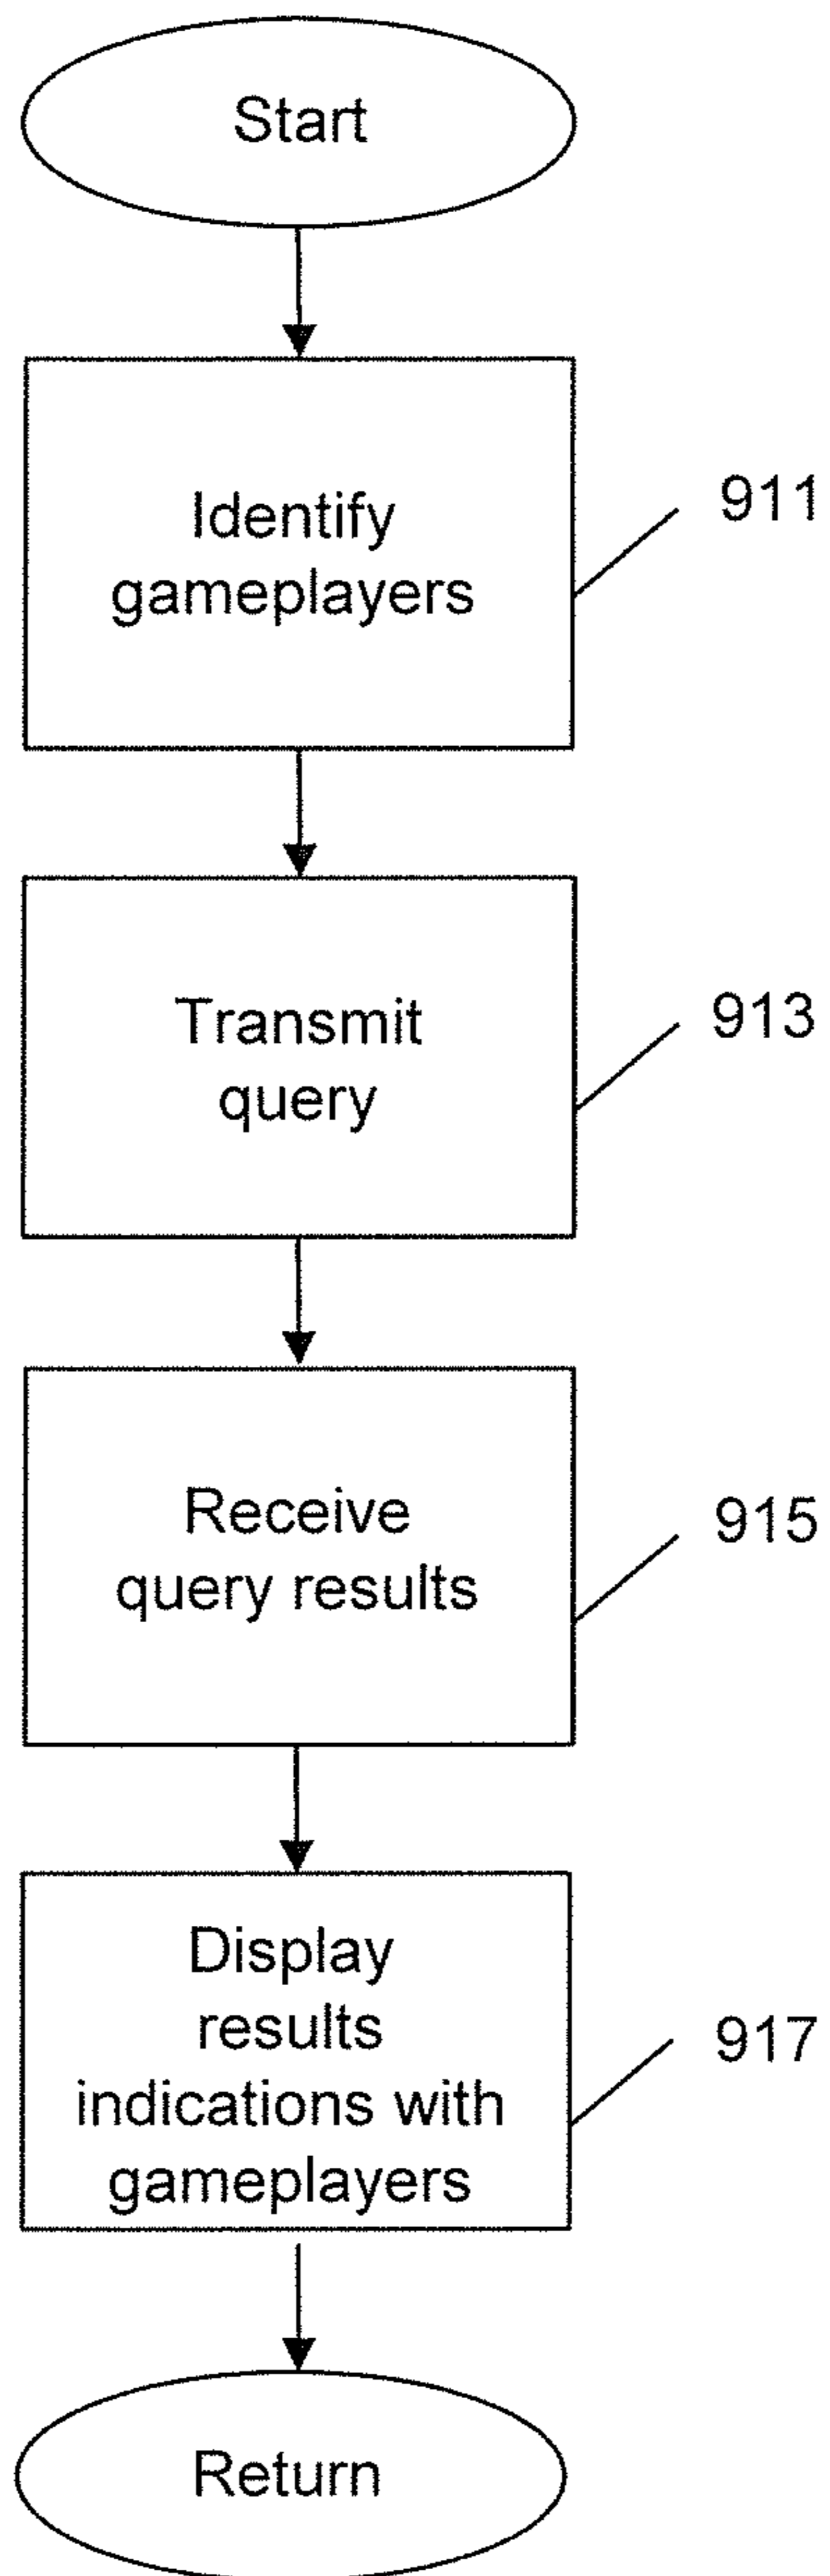 Start
Identify
gameplayers
911
Transmit
query
913
Receive
query results
915
Display
results
indications with
gameplayers
917
Return